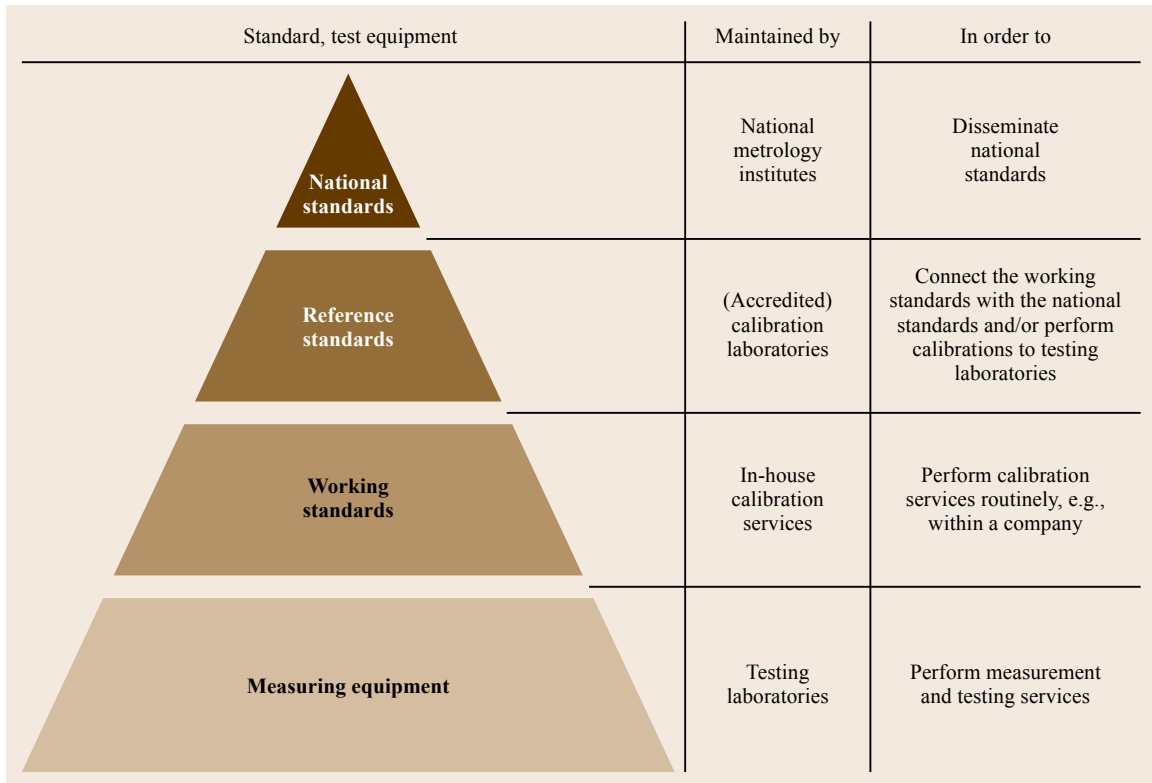 Standard, test equipment
Maintained by
In order to
National
standards
National
metrology
institutes
Disseminate
national
standards
Reference
standards
(Accredited)
calibration
laboratories
Connect the working
standards with the national
standards and/or perform
calibrations to testing
laboratories
Working
standards
In-house
calibration
services
Perform calibration
services routinely, e.g.,
within a company
Measuring equipment
Testing
laboratories
Perform measurement
and testing services